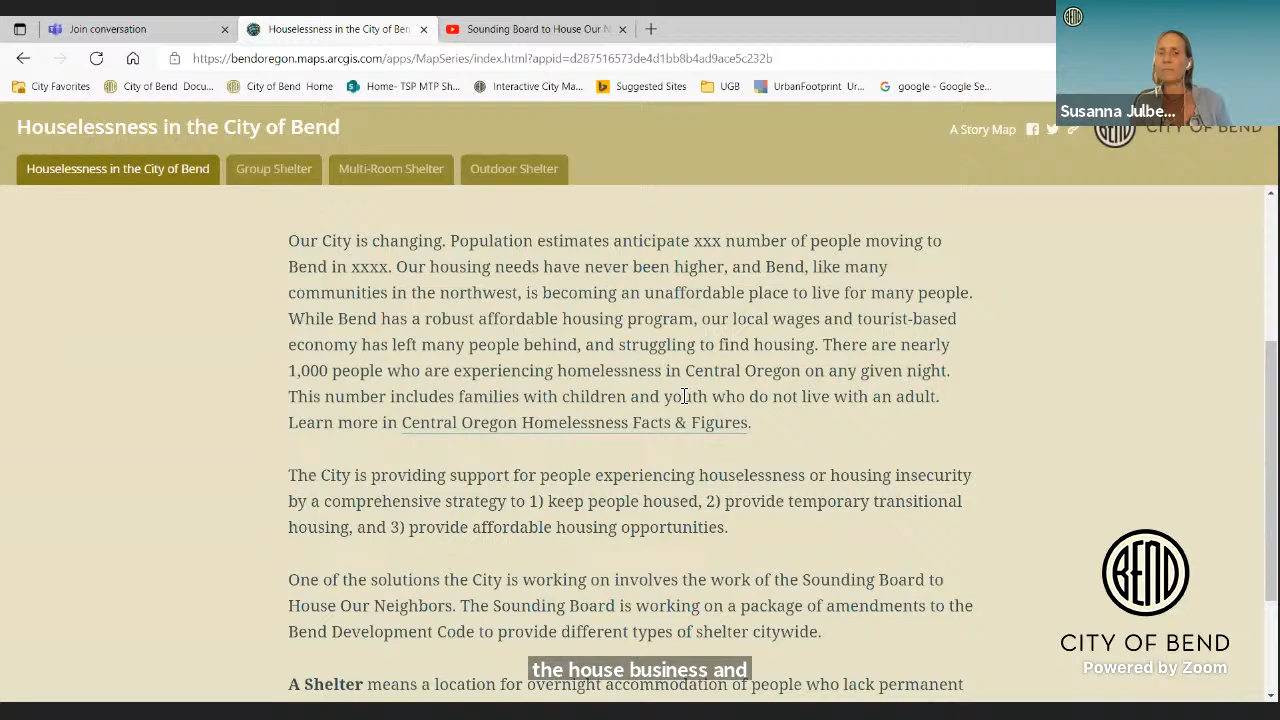 Join conversation
Houselessness in the City of Ben
Sounding Board to House Our N
https://bendoregon.maps.arcgis.com/apps/MapSeries/index.html?appid=d287516573de4d1bb8b4ad9ace5c232b
City Favorites
City of Bend Docu...
City of Bend Home
Home- TSP MTP Sh...
Interactive City Ma...
Suggested Sites
UGB
UrbanFootprint Ur...
google - Google Se...
Susanna Julbe...
Houselessness in the City of Bend
A Story Map
BEND
CITY OF BEND
Houselessness in the City of Bend
Group Shelter
Multi-Room Shelter
Outdoor Shelter
Our City is changing. Population estimates anticipate xxx number of people moving to
Bend in xxxx. Our housing needs have never been higher, and Bend, like many
communities in the northwest, is becoming an unaffordable place to live for many people.
While Bend has a robust affordable housing program, our local wages and tourist-based
economy has left many people behind, and struggling to find housing. There are nearly
1,000 people who are experiencing homelessness in Central Oregon on any given night.
This number includes families with children and youth who do not live with an adult.
Learn more in Central Oregon Homelessness Facts & Figures.
The City is providing support for people experiencing houselessness or housing insecurity
by a comprehensive strategy to 1) keep people housed, 2) provide temporary transitional
housing, and 3) provide affordable housing opportunities.
One of the solutions the City is working on involves the work of the Sounding Board to
House Our Neighbors. The Sounding Board is working on a package of amendments to the
Bend Development Code to provide different types of shelter citywide.
A Shelter means a location for overnight accommodation of people who lack permanent
the house business and
BEND
CITY OF BEND
Powered by Zoom